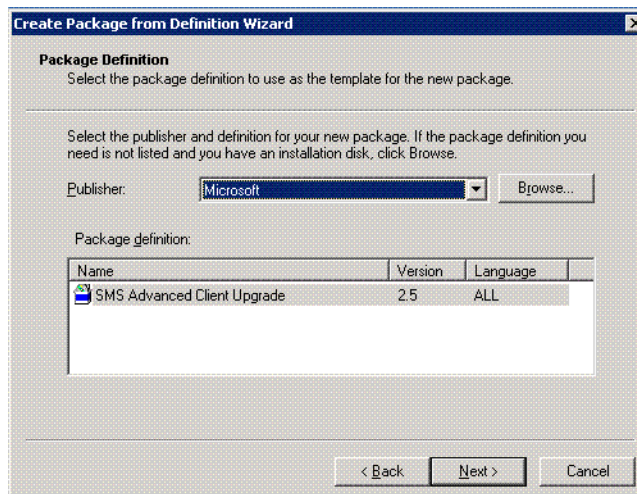 Create Package from Definition Wizard
Package Definition
Select the package definition to use as the template for the new package.
Select the publisher and definition for your new package. If the package definition you
need is not listed and you have an installation disk, click Browse.
Publisher: Microsoft Browse...
Package definition:
Name Version Language
SMS Advanced Client Upgrade 2.5 ALL
< Back Next > Cancel